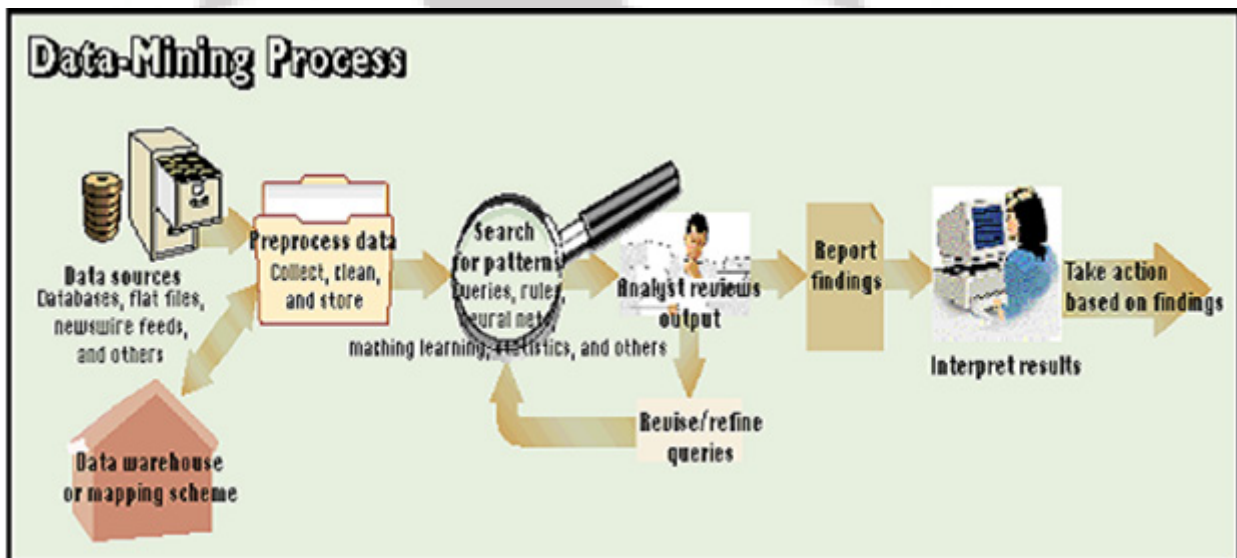 Data-Mining Process
Data sources
Databases, flat files,
newswire feeds,
and others
Data warehouse
or mapping scheme
Preprocess data
Collect, clean,
and store
Search
for patterns
Queries, rules,
neural nets,
maching learning, statistics, and others
Analyst reviews
output
Revise/refine
queries
Report
findings
Interpret results
Take action
based on findings